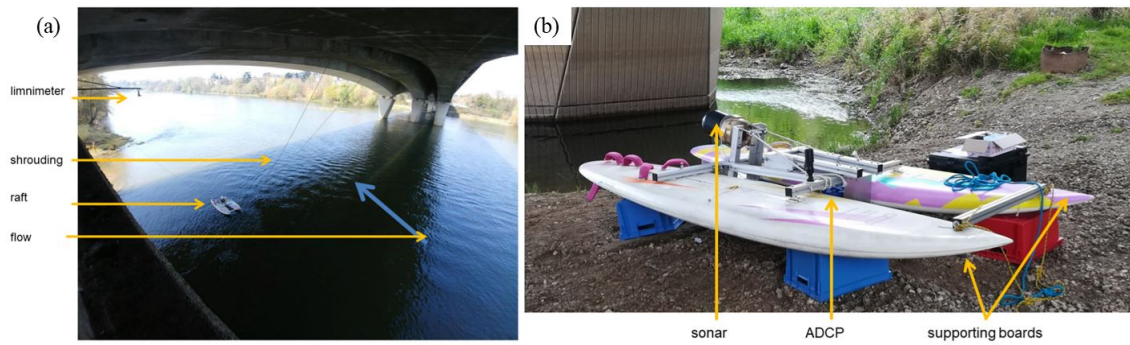 (a)
limnimeter
shrouding
raft
flow
(b)
sonar
ADCP
supporting boards